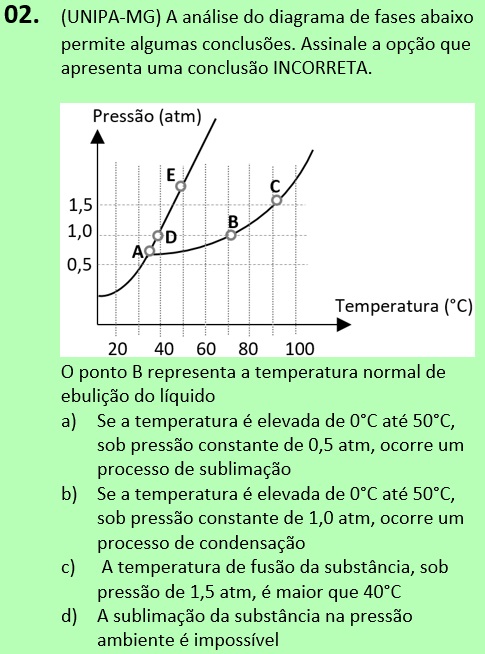 02. (UNIPA-MG) A análise do diagrama de fases abaixo
permite algumas conclusões. Assinale a opção que
apresenta uma conclusão INCORRETA.
Pressão (atm)
E
C
1,5
B
1,0
D
A
0,5
Temperatura (°C)
20 40 60 80 100
O ponto B representa a temperatura normal de
ebulição do líquido
a) Se a temperatura é elevada de 0°C até 50°C,
sob pressão constante de 0,5 atm, ocorre um
processo de sublimação
b) Se a temperatura é elevada de 0°C até 50°C,
sob pressão constante de 1,0 atm, ocorre um
processo de condensação
c) A temperatura de fusão da substância, sob
pressão de 1,5 atm, é maior que 40°C
d) A sublimação da substância na pressão
ambiente é impossível